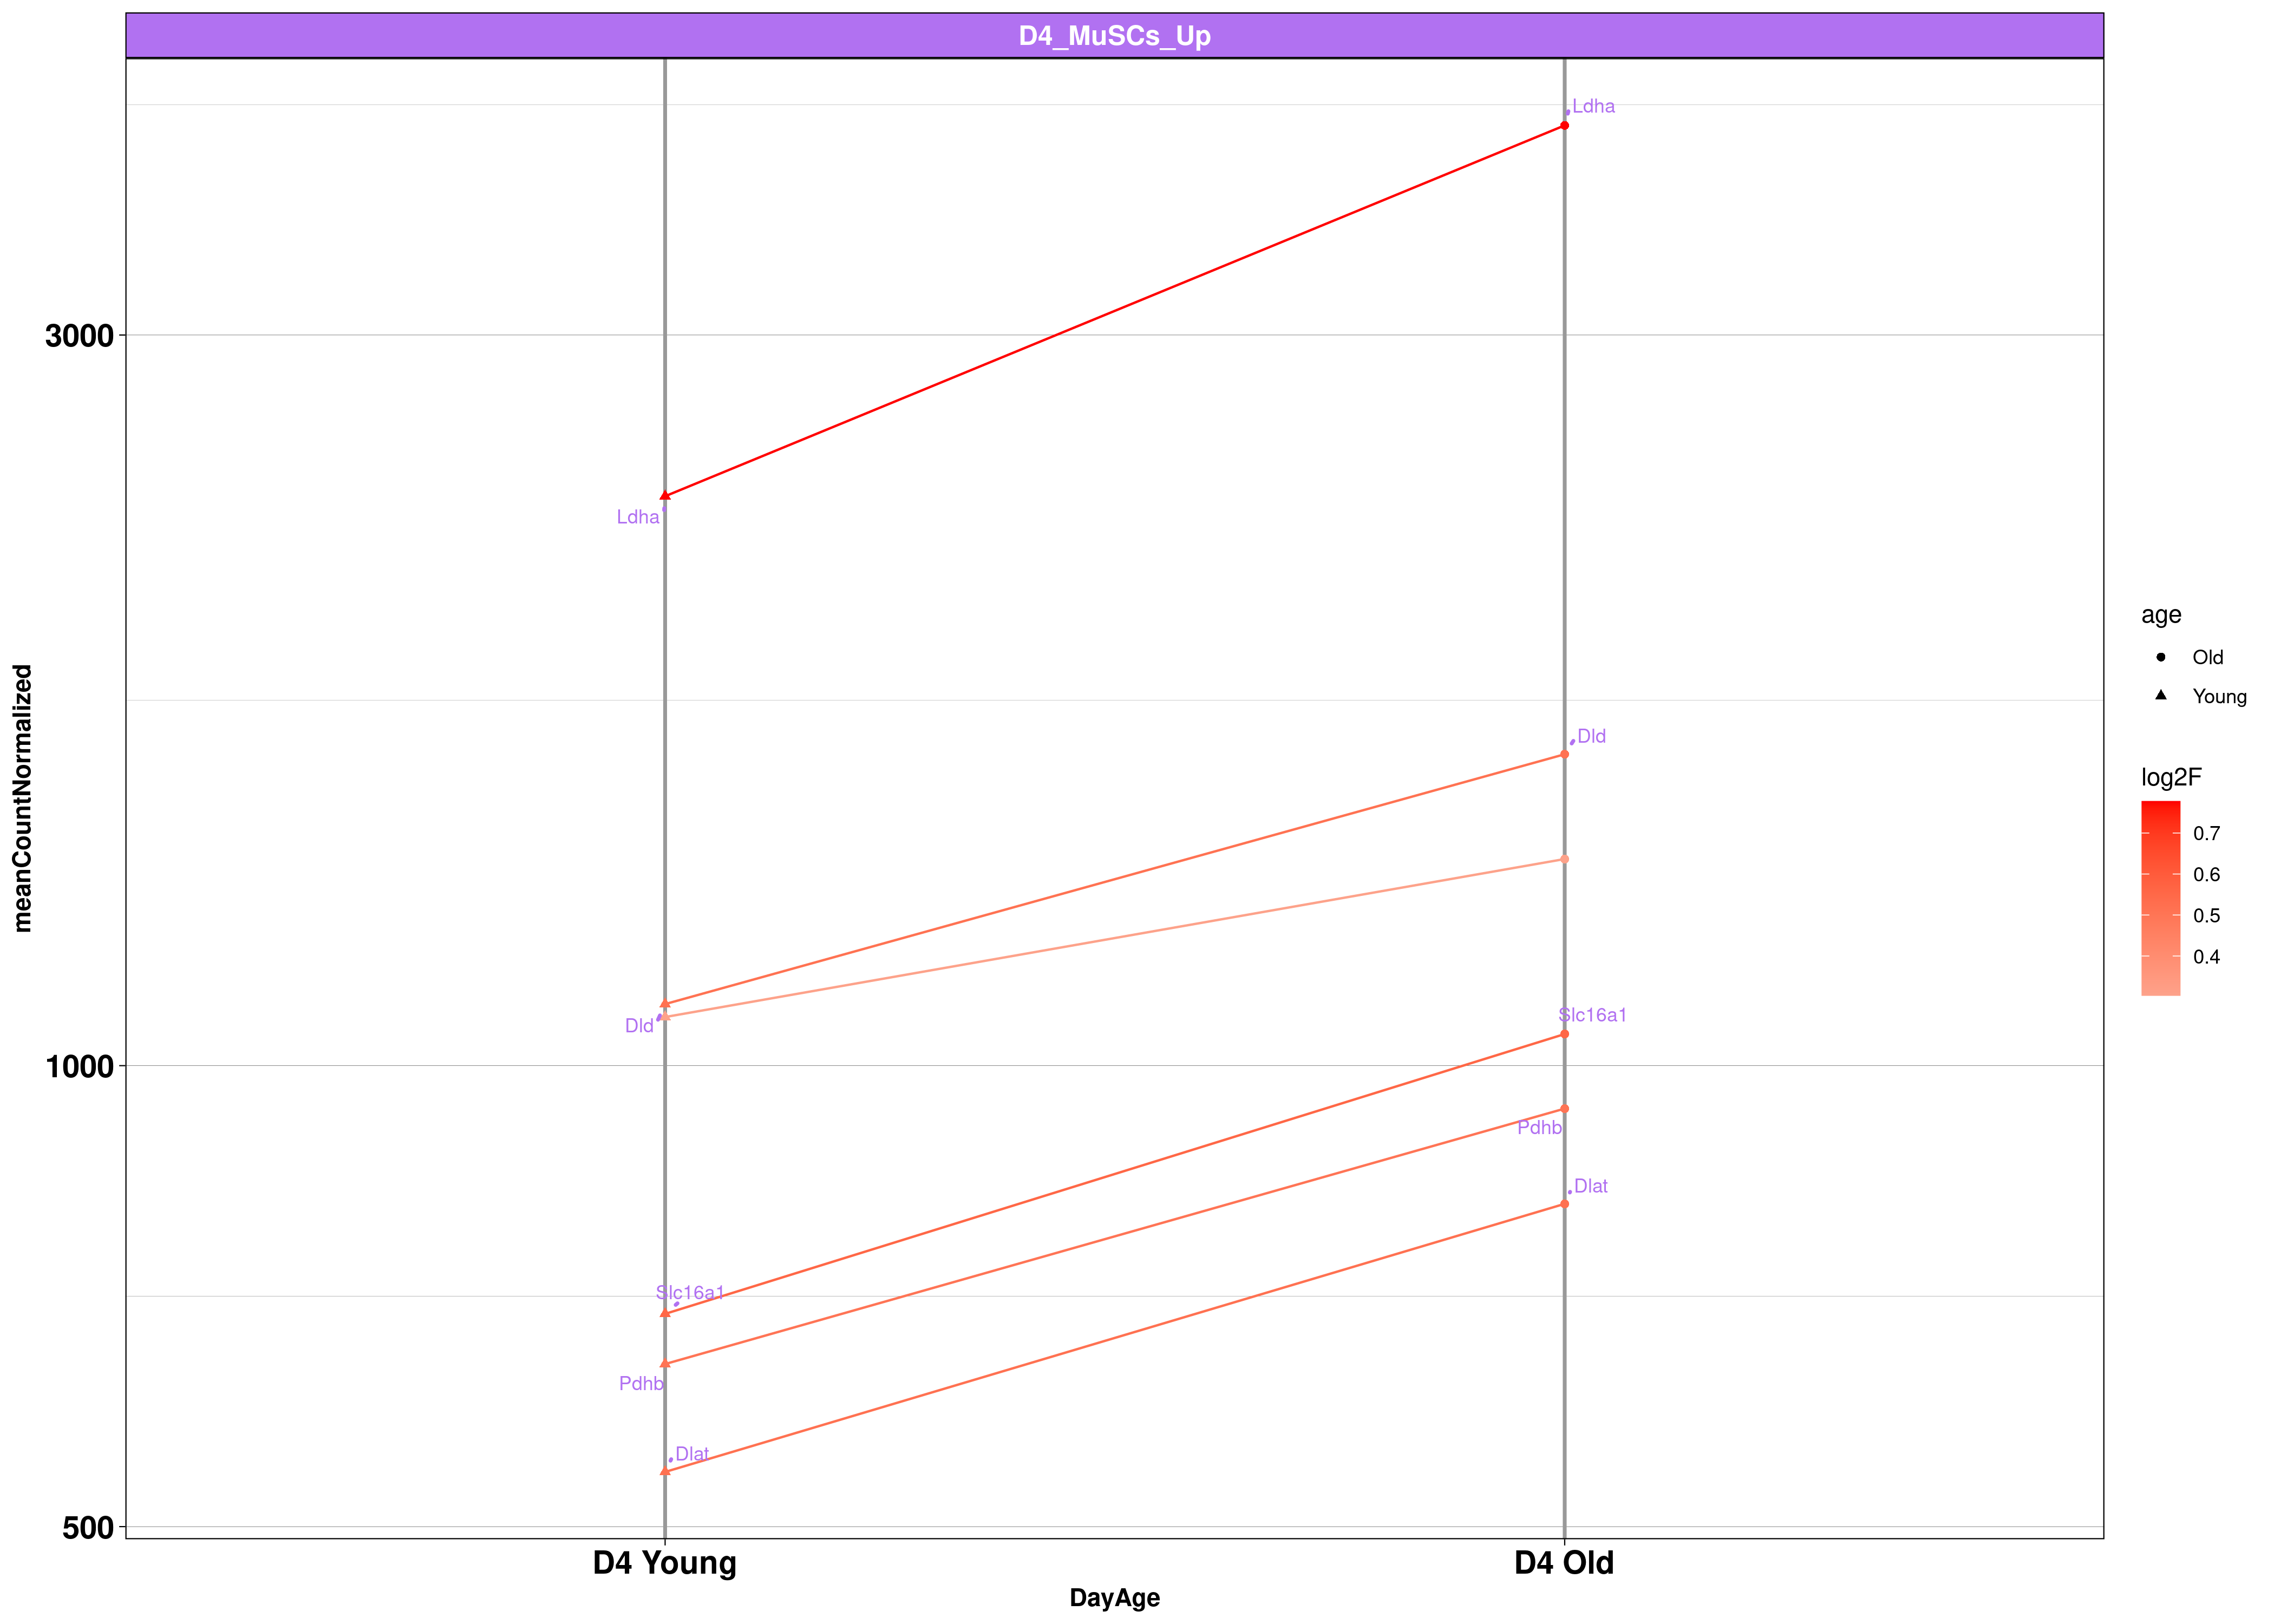 D4_MuSCs_Up
Ldha
3000
Ldha
Dld
Dld
Slc16a1
1000
Pdhb
Dlat
Slc16a1
Pdhb
Dlat
500
D4 Young
D4 Old
DayAge
meanCountNormalized
age
Old
Young
log2F
0.7
0.6
0.5
0.4